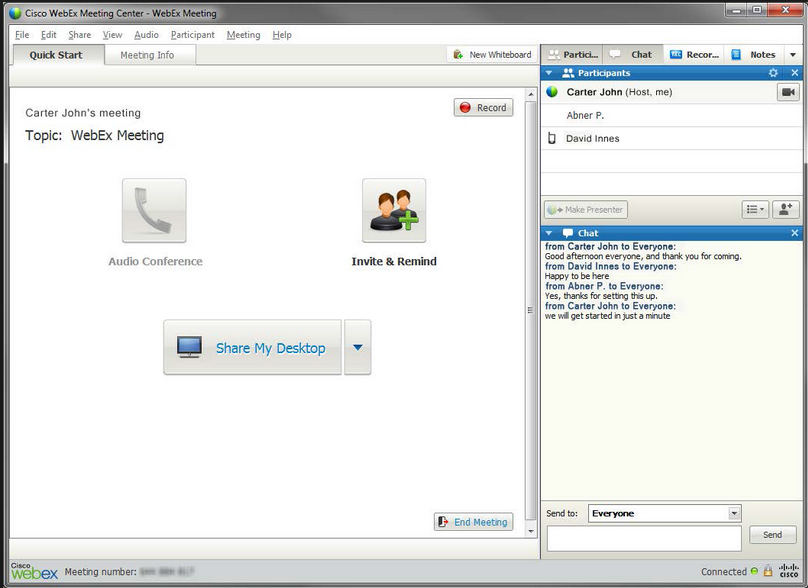 Cisco WebEx Meeting Center - WebEx Meeting
File Edit Share View Audio Participant Meeting Help
Quick Start Meeting Info New Whiteboard
Carter John's meeting
Record
Topic: WebEx Meeting
Audio Conference
Invite & Remind
Share My Desktop
End Meeting
Partici... Chat Recor... Notes
Participants
Carter John (Host, me)
Abner P.
David Innes
Make Presenter
Chat
from Carter John to Everyone:
Good afternoon everyone, and thank you for coming.
from David Innes to Everyone:
Happy to be here
from Abner P. to Everyone:
Yes, thanks for setting this up.
from Carter John to Everyone:
we will get started in just a minute
Send to: Everyone
Send
Cisco
webex Meeting number:
Connected
CISCO